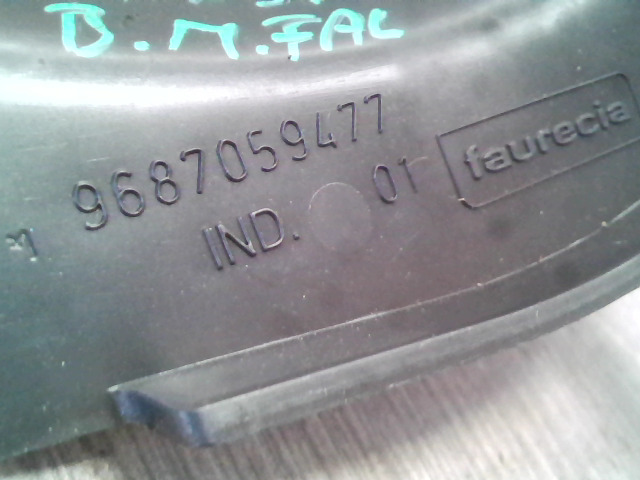 B.M.FAL
9687059477
IND. 01
faurecia